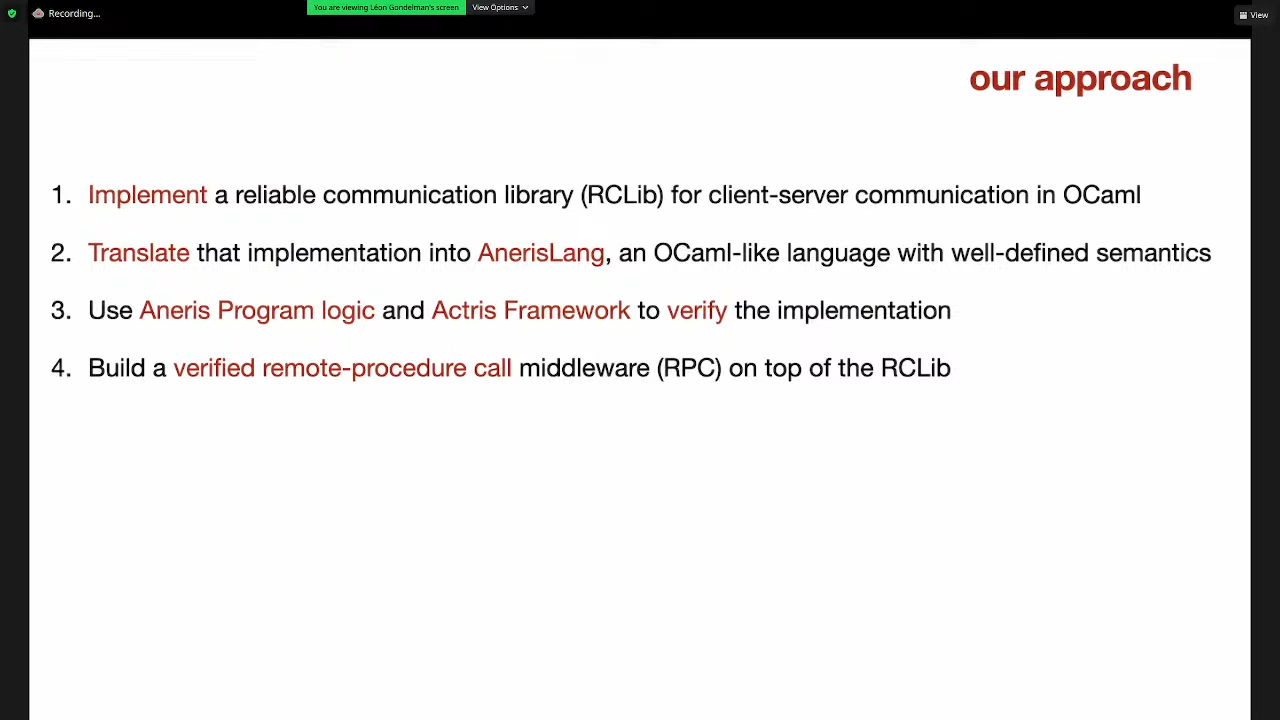 Recording...
You are viewing Léon Gondelman's screen
View Options
View
our approach
1. Implement a reliable communication library (RCLib) for client-server communication in OCaml
2. Translate that implementation into AnerisLang, an OCaml-like language with well-defined semantics
3. Use Aneris Program logic and Actris Framework to verify the implementation
4. Build a verified remote-procedure call middleware (RPC) on top of the RCLib